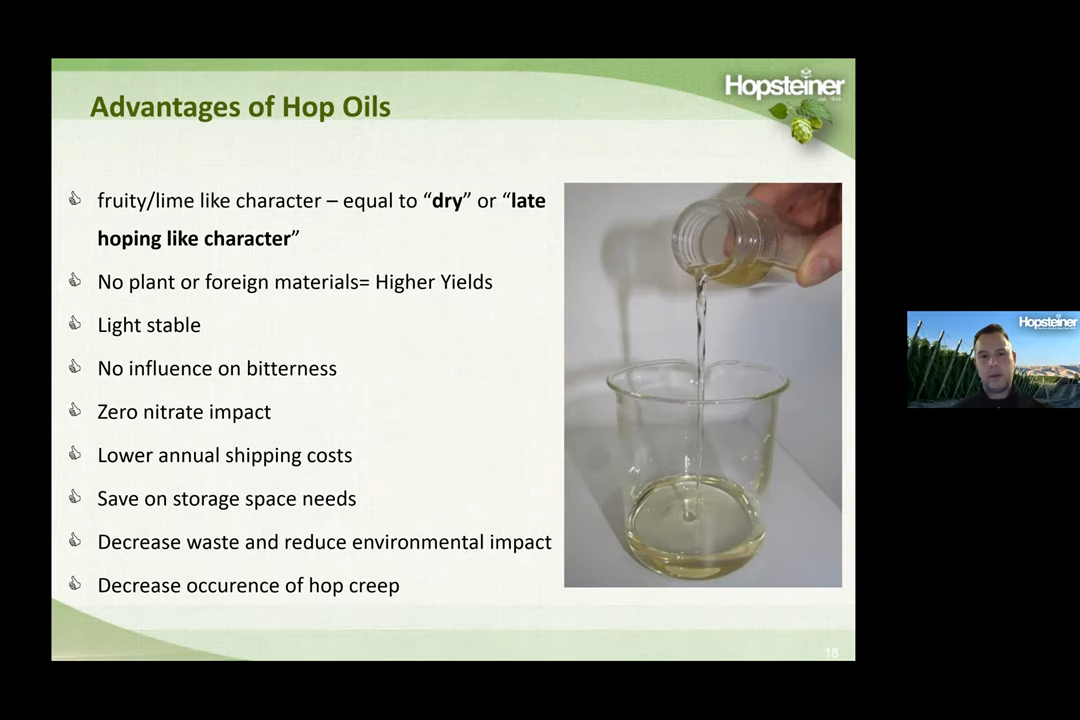 Hopsteiner
Advantages of Hop Oils
fruity/lime like character – equal to “dry” or “late
hoping like character”
No plant or foreign materials= Higher Yields
Light stable
No influence on bitterness
Zero nitrate impact
Lower annual shipping costs
Save on storage space needs
Decrease waste and reduce environmental impact
Decrease occurence of hop creep
18
Hopsteiner